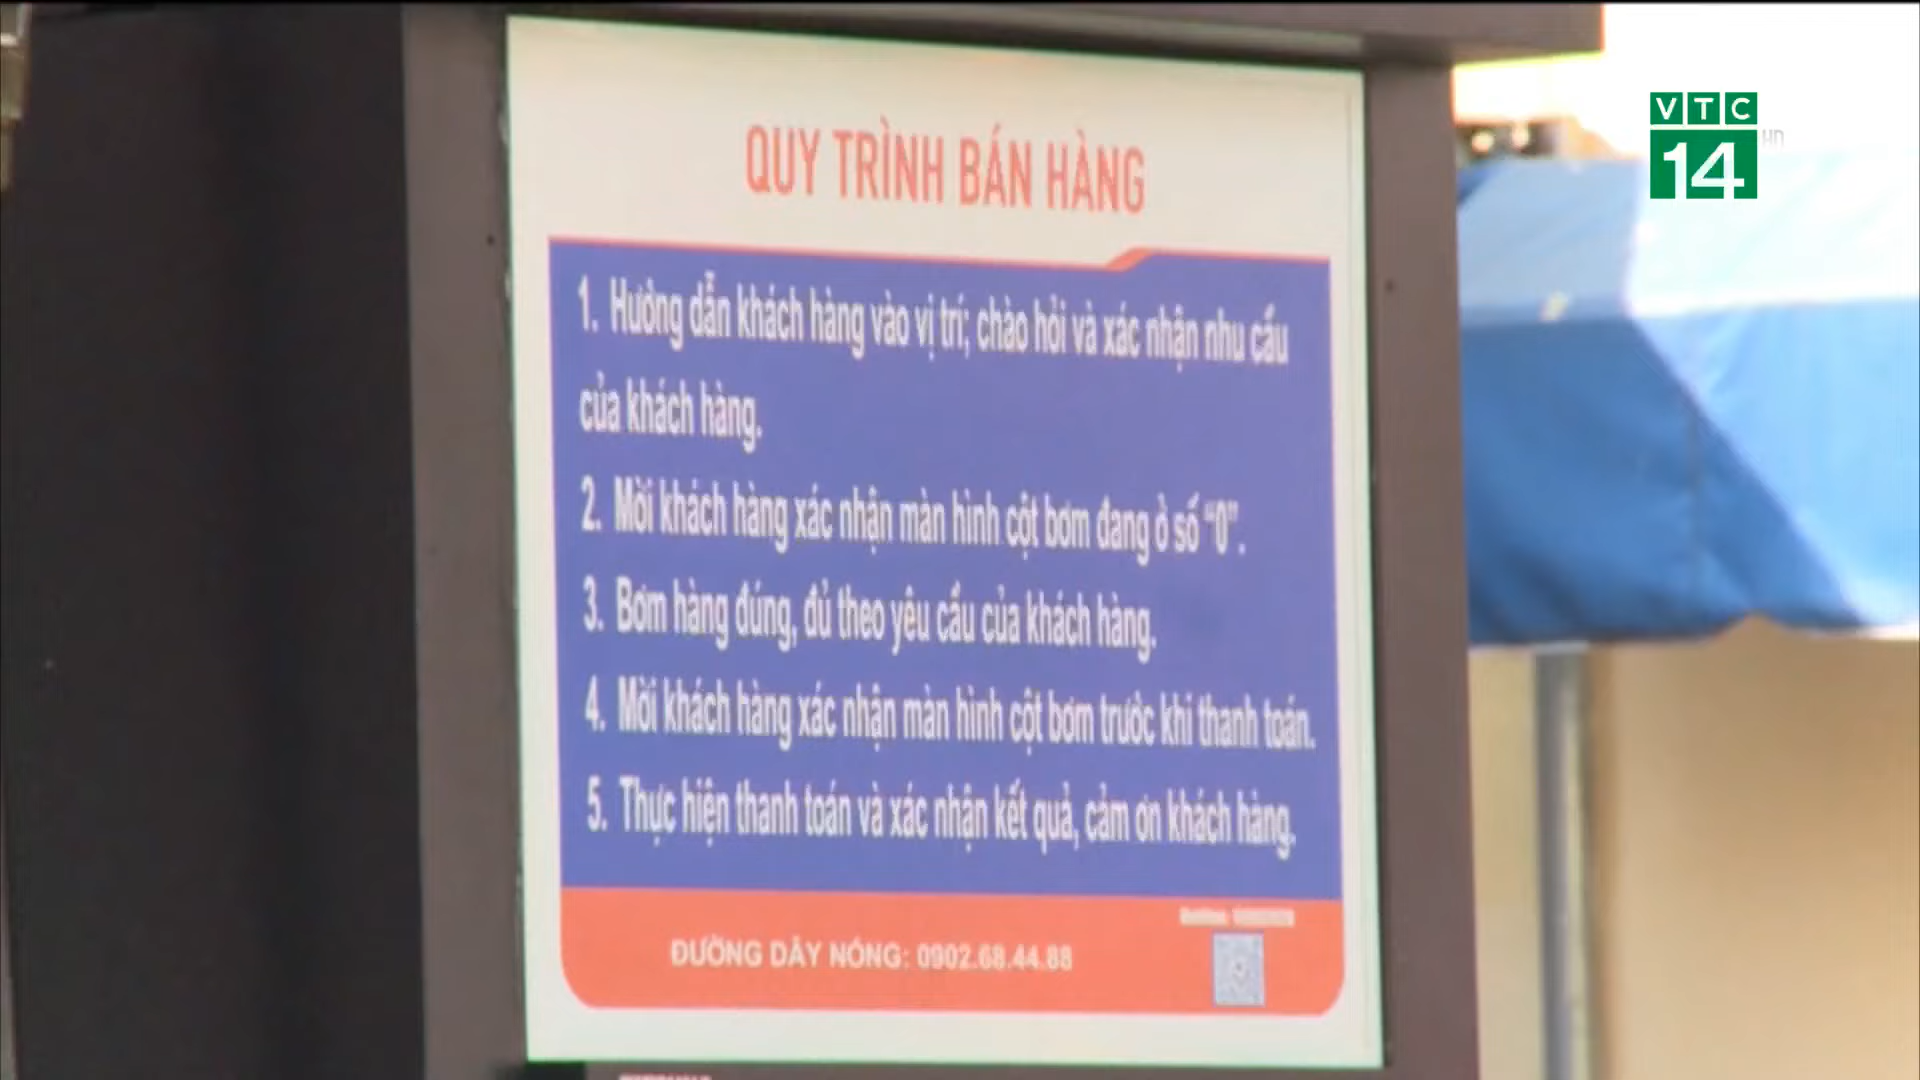 VTC
14
HD
QUY TRÌNH BÁN HÀNG
1. Hướng dẫn khách hàng vào vị trí; chào hỏi và xác nhận nhu cầu
của khách hàng.
2. Mời khách hàng xác nhận màn hình cột bơm đang ở số "0".
3. Bơm hàng đúng, đủ theo yêu cầu của khách hàng.
4. Mời khách hàng xác nhận màn hình cột bơm trước khi thanh toán.
5. Thực hiện thanh toán và xác nhận kết quả, cảm ơn khách hàng.
ĐƯỜNG DÂY NÓNG: 0902.68.44.88